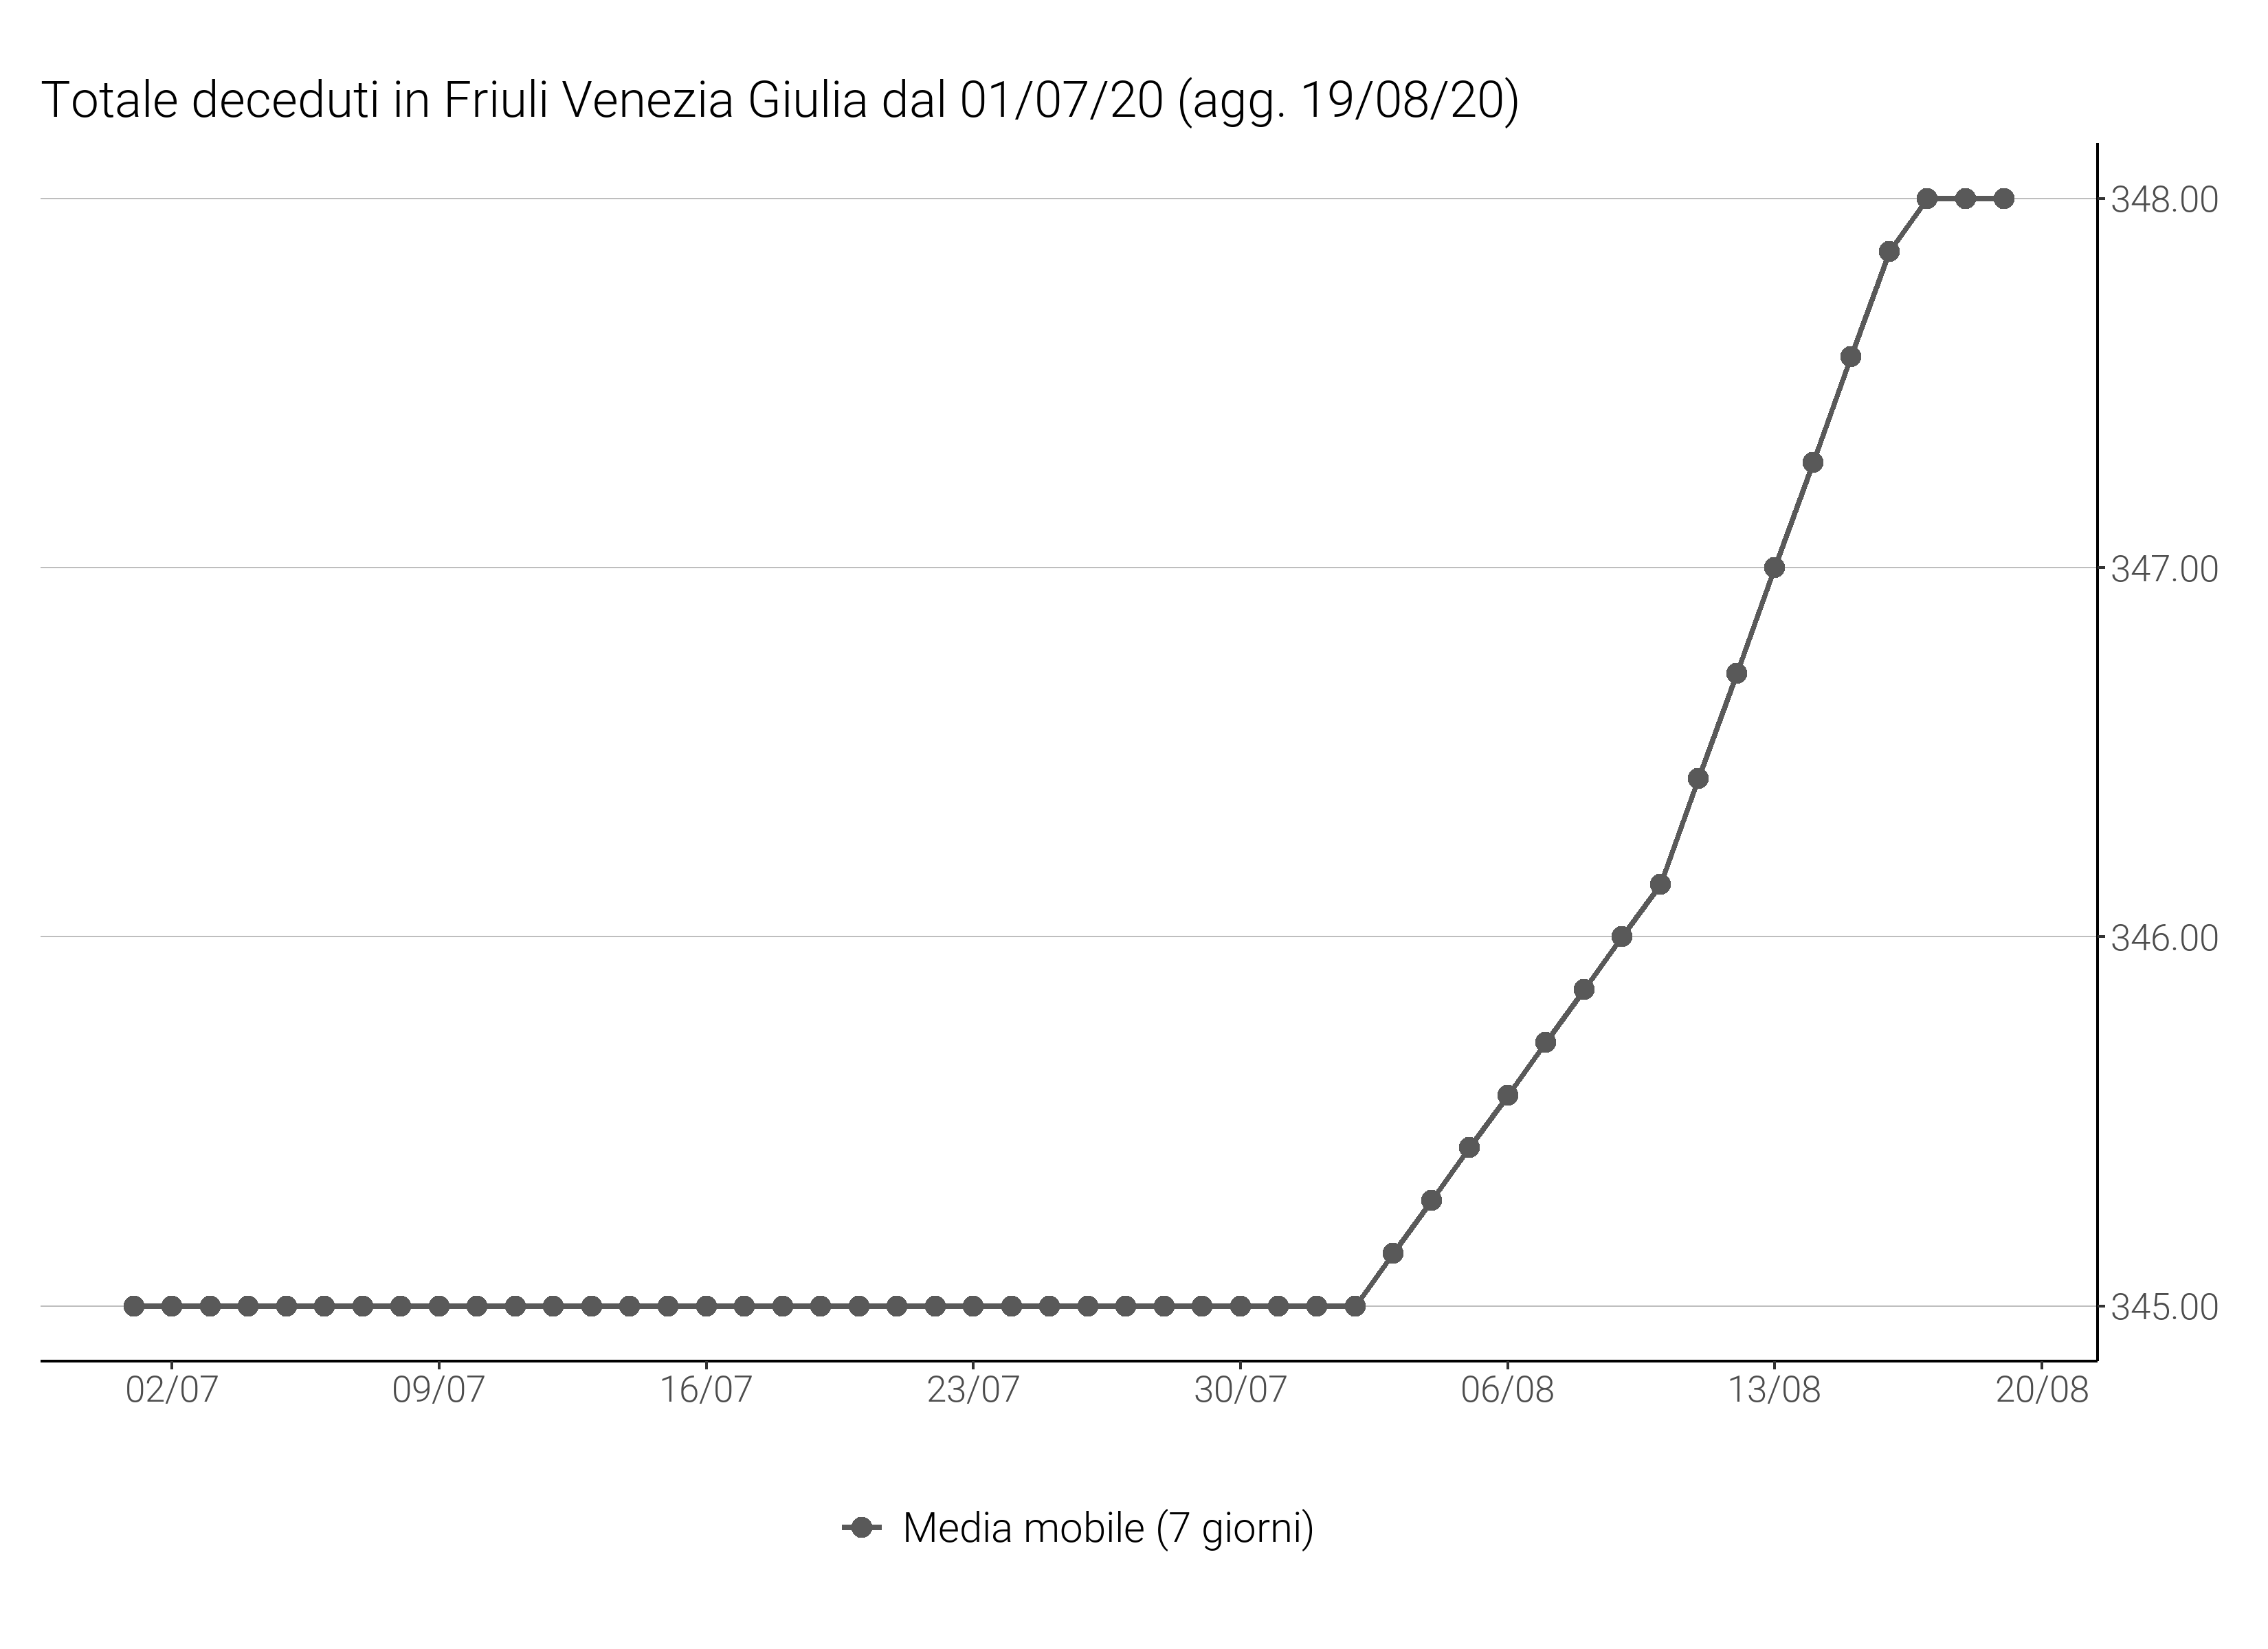 Totale deceduti in Friuli Venezia Giulia dal 01/07/20 (agg. 19/08/20)
348.00
347.00
346.00
345.00
02/07 09/07 16/07 23/07 30/07 06/08 13/08 20/08
Media mobile (7 giorni)